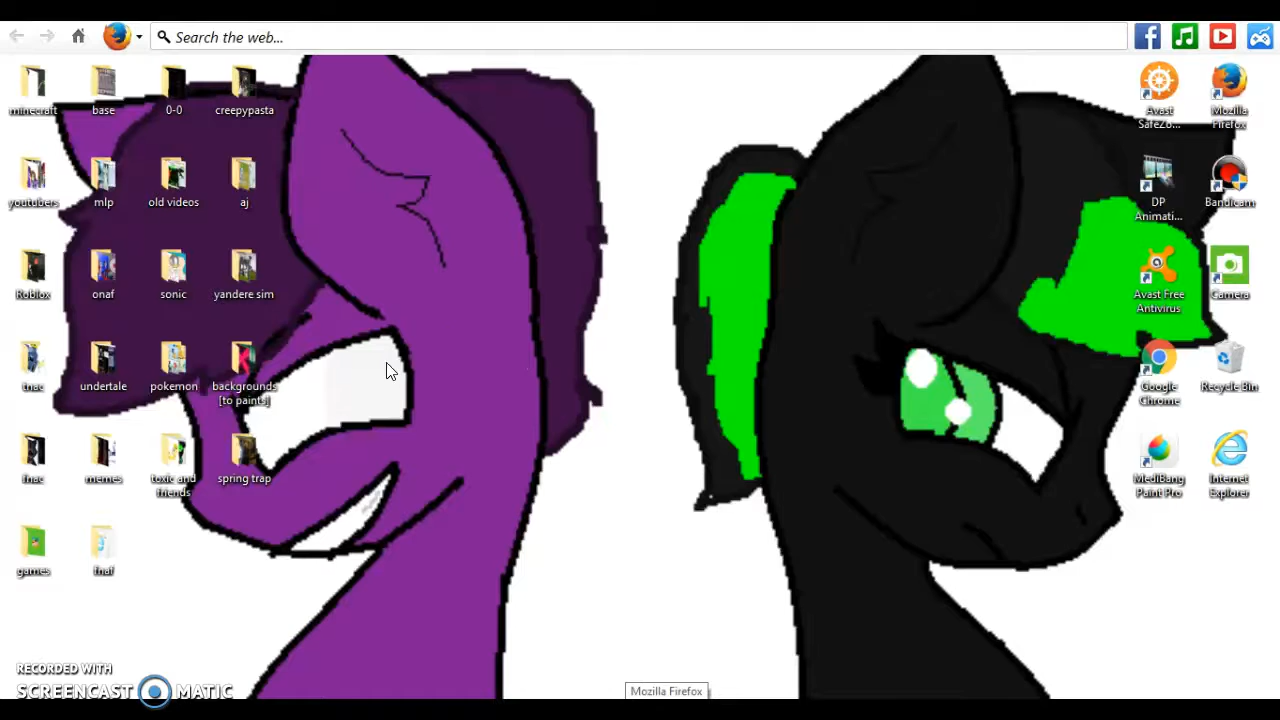 Search the web...
minecraft
base
0-0
creepypasta
Avast SafeZo...
Mozilla Firefox
youtubers
mlp
old videos
aj
DP Animati...
Bandicam
Roblox
onaf
sonic
yandere sim
Avast Free Antivirus
Camera
tnac
undertale
pokemon
backgrounds [to paints]
Google Chrome
Recycle Bin
fnac
memes
toxic and friends
spring trap
MediBang Paint Pro
Internet Explorer
games
fnaf
RECORDED WITH
SCREENCAST MATIC
Mozilla Firefox